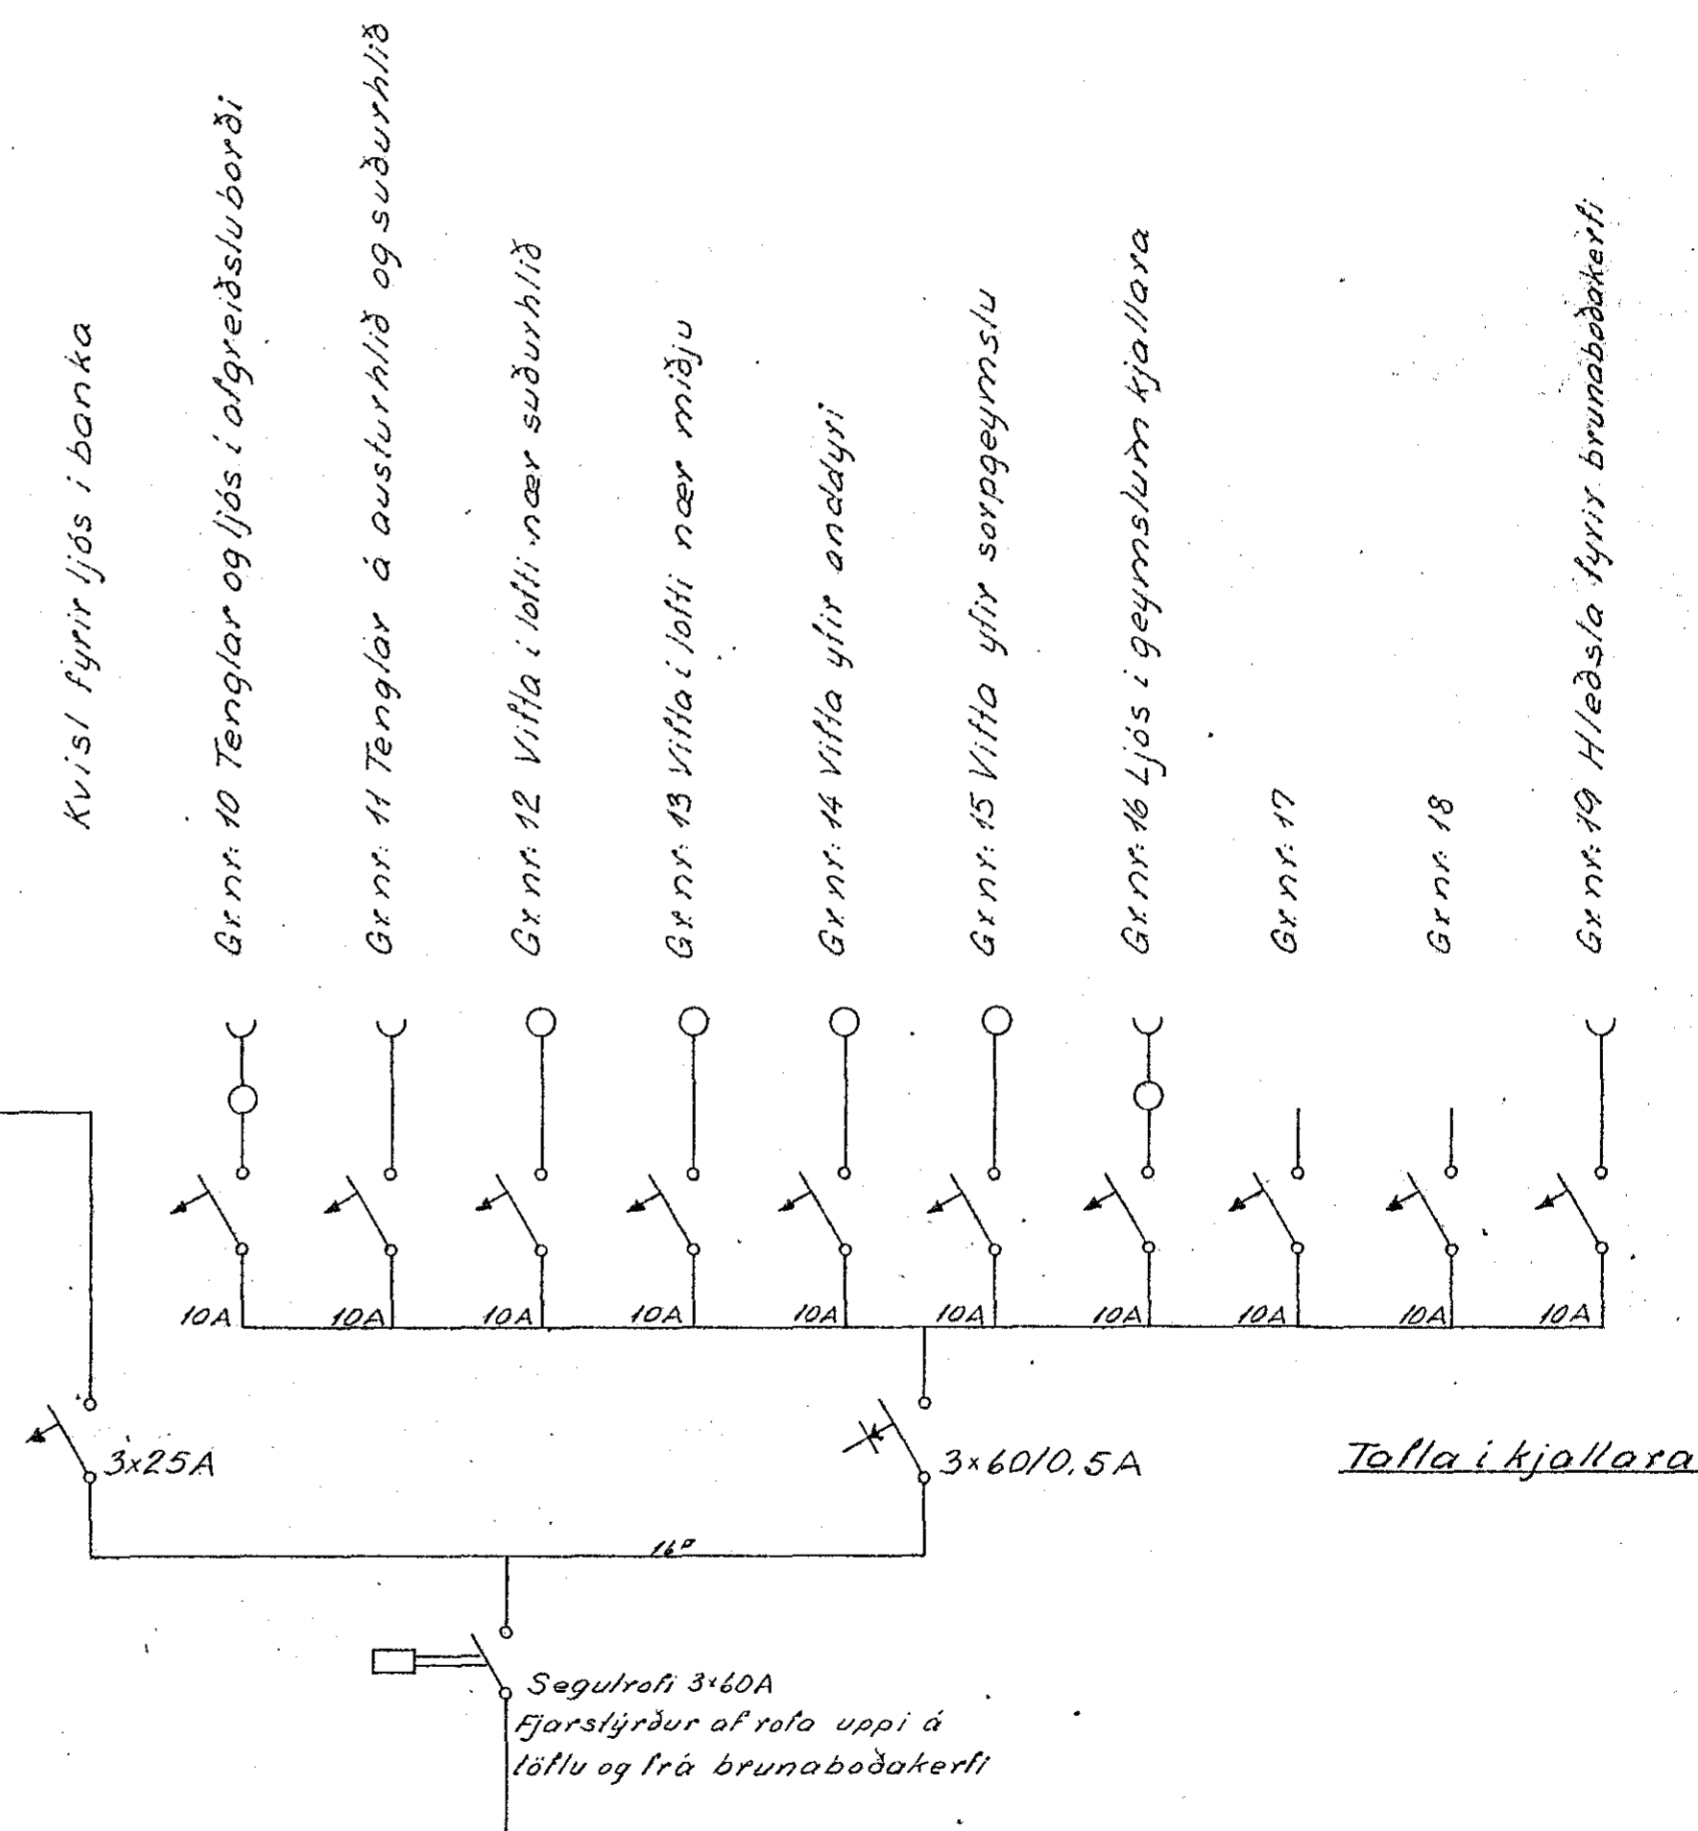 Kvisl fyrir ljós i banka
Gr. nr: 10 Tenglar og ljós i afgreiðsluborði
Gr. nr: 11 Tenglar á austurhlið og suðurhlið
Gr. nr: 12 Vifta i lofti nær suðurhlið
Gr. nr: 13 Vifta i lofti nær miðju
Gr. nr: 14 Vifta yfir anddyri
Gr. nr: 15 Vifta yfir sorpgeymslu
Gr. nr: 16 Ljós i geymslum kjallara
Gr. nr: 17
Gr. nr: 18
Gr. nr: 19 Hleðsla fyrir brunaboðakerfi
10A 10A 10A 10A 10A 10A 10A 10A 10A 10A
3x25A
3x60/0.5A
Tafla i kjallara
16□
Segulrofi 3x60A
Fjarstýrður af rofa uppi á
töflu og frá brunaboðakerfi